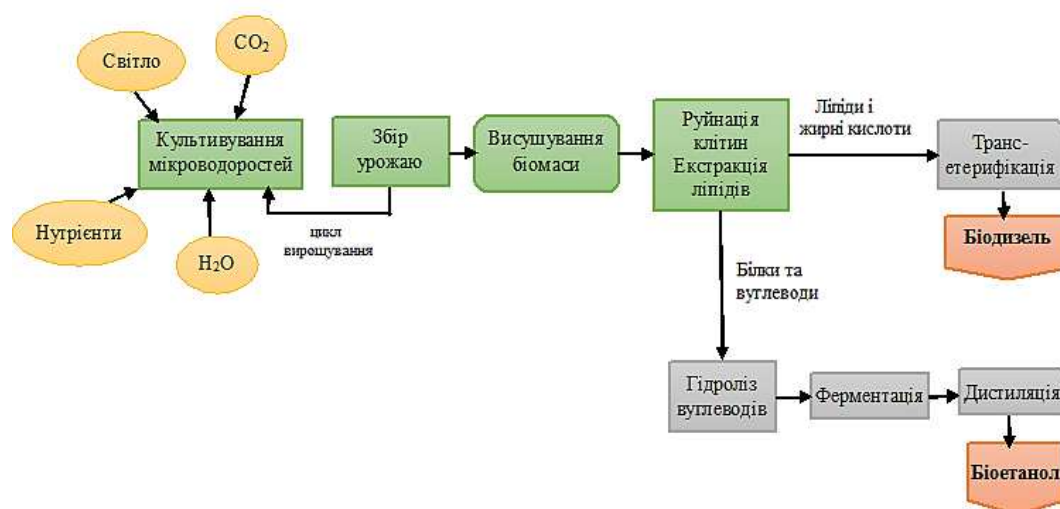 Світло
CO2
Культивування
мікроводоростей
Нутрієнти
H2O
Збір
урожаю
цикл
вирощування
Висушування
біомаси
Руйнація
клітин
Екстракція
ліпідів
Ліпіди і
жирні кислоти
Транс-
етерифікація
Біодизель
Білки та
вуглеводи
Гідроліз
вуглеводів
Ферментація
Дистиляція
Біоетанол